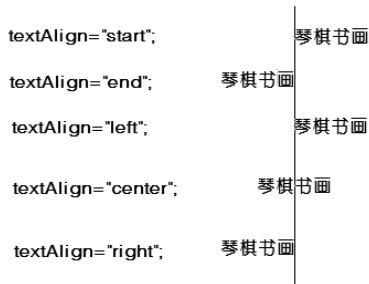 textAlign="start"; 琴棋书画
textAlign="end"; 琴棋书画
textAlign="left"; 琴棋书画
textAlign="center"; 琴棋书画
textAlign="right"; 琴棋书画